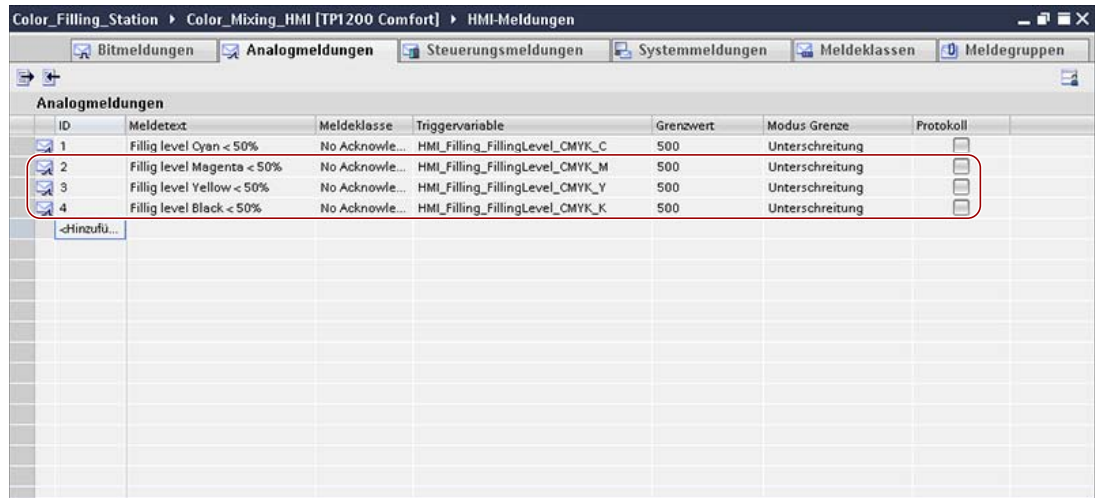 Color_Filling_Station ▸ Color_Mixing_HMI [TP1200 Comfort] ▸ HMI-Meldungen
Bitmeldungen Analogmeldungen Steuerungsmeldungen Systemmeldungen Meldeklassen Meldegruppen
Analogmeldungen
ID Meldetext Meldeklasse Triggervariable Grenzwert Modus Grenze Protokoll
1 Fillig level Cyan < 50% No Acknowle... HMI_Filling_FillingLevel_CMYK_C 500 Unterschreitung
2 Fillig level Magenta < 50% No Acknowle... HMI_Filling_FillingLevel_CMYK_M 500 Unterschreitung
3 Fillig level Yellow < 50% No Acknowle... HMI_Filling_FillingLevel_CMYK_Y 500 Unterschreitung
4 Fillig level Black < 50% No Acknowle... HMI_Filling_FillingLevel_CMYK_K 500 Unterschreitung
<Hinzufü...